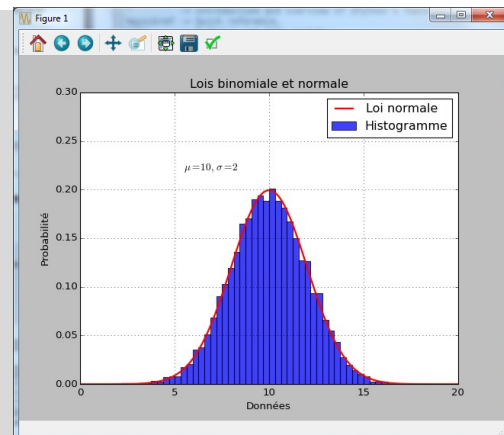 Figure 1
Lois binomiale et normale
0.30
0.25
0.20
0.15
0.10
0.05
0.00
Probabilité
μ=10, σ=2
Loi normale
Histogramme
0 5 10 15 20
Données